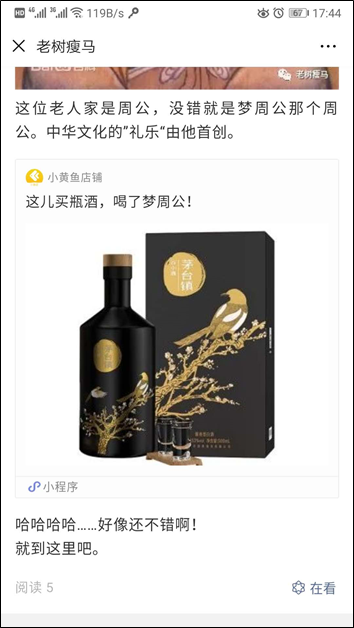 HD 4G 3G 119B/s 67 17:44
老树瘦马
老树瘦马
这位老人家是周公，没错就是梦周公那个周
公。中华文化的”礼乐“由他首创。
小黄鱼店铺
这儿买瓶酒，喝了梦周公！
茅台镇
小程序
哈哈哈哈……好像还不错啊！
就到这里吧。
阅读 5 在看